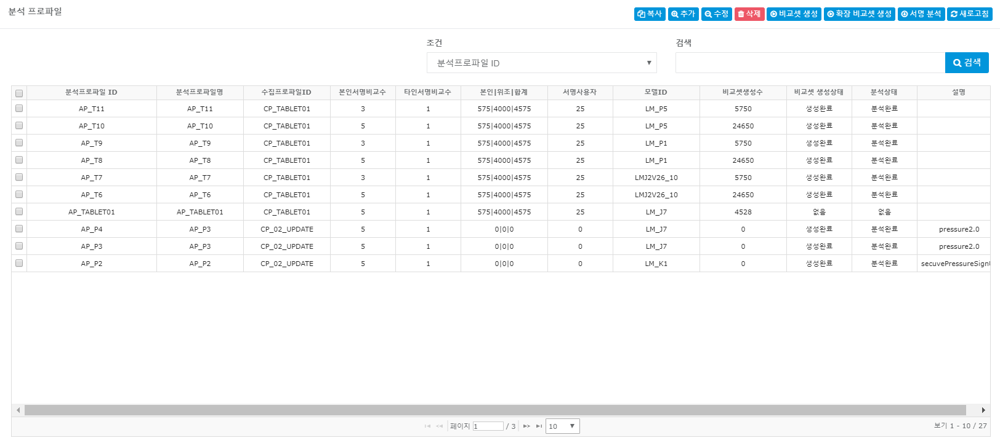 분석 프로파일
복사 추가 수정 삭제 비교셋 생성 확장 비교셋 생성 서명 분석 새로고침
조건 검색
분석프로파일 ID 검색
분석프로파일 ID 분석프로파일명 수집프로파일ID 본인서명비교수 타인서명비교수 본인|위조|합계 서명사용자 모델ID 비교셋생성수 비교셋 생성상태 분석상태 설명
AP_T11 AP_T11 CP_TABLET01 3 1 575|4000|4575 25 LM_P5 5750 생성완료 분석완료
AP_T10 AP_T10 CP_TABLET01 5 1 575|4000|4575 25 LM_P5 24650 생성완료 분석완료
AP_T9 AP_T9 CP_TABLET01 3 1 575|4000|4575 25 LM_P1 5750 생성완료 분석완료
AP_T8 AP_T8 CP_TABLET01 5 1 575|4000|4575 25 LM_P1 24650 생성완료 분석완료
AP_T7 AP_T7 CP_TABLET01 3 1 575|4000|4575 25 LMJ2V26_10 5750 생성완료 분석완료
AP_T6 AP_T6 CP_TABLET01 5 1 575|4000|4575 25 LMJ2V26_10 24650 생성완료 분석완료
AP_TABLET01 AP_TABLET01 CP_TABLET01 5 1 575|4000|4575 25 LM_J7 4528 없음 없음
AP_P4 AP_P3 CP_02_UPDATE 5 1 0|0|0 0 LM_J7 0 생성완료 분석완료 pressure2.0
AP_P3 AP_P3 CP_02_UPDATE 5 1 0|0|0 0 LM_J7 0 생성완료 분석완료 pressure2.0
AP_P2 AP_P2 CP_02_UPDATE 5 1 0|0|0 0 LM_K1 0 생성완료 분석완료 secuvePressureSign
페이지 1 / 3 10 보기 1 - 10 / 27